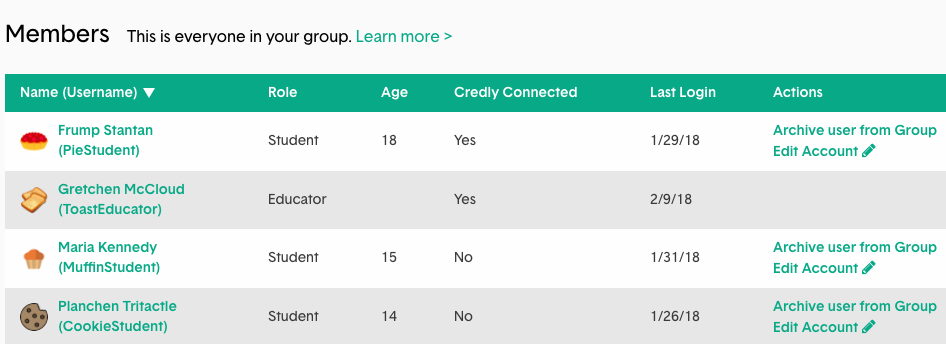 Members This is everyone in your group. Learn more >
Name (Username) ▼ Role Age Credly Connected Last Login Actions
Frump Stantan
(PieStudent)
Student 18 Yes 1/29/18
Archive user from Group
Edit Account
Gretchen McCloud
(ToastEducator)
Educator Yes 2/9/18
Maria Kennedy
(MuffinStudent)
Student 15 No 1/31/18
Archive user from Group
Edit Account
Planchen Tritactle
(CookieStudent)
Student 14 No 1/26/18
Archive user from Group
Edit Account